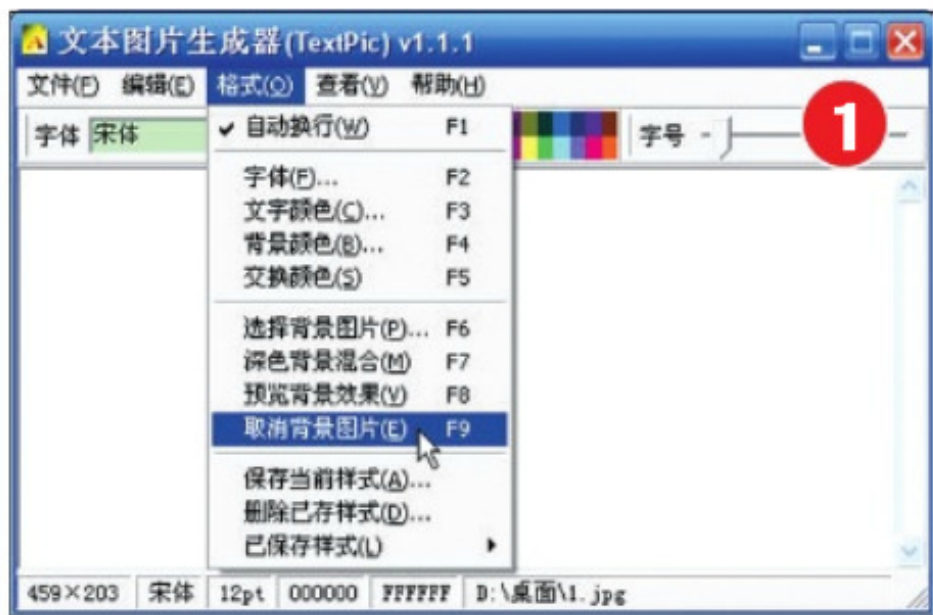 文本图片生成器(TextPic) v1.1.1
文件(F) 编辑(E) 格式(O) 查看(V) 帮助(H)
1
字体 宋体 字号
✓ 自动换行(W) F1
字体(F)... F2
文字颜色(C)... F3
背景颜色(B)... F4
交换颜色(S) F5
选择背景图片(P)... F6
深色背景混合(M) F7
预览背景效果(V) F8
取消背景图片(E) F9
保存当前样式(A)...
删除已存样式(D)...
已保存样式(L)
459×203 宋体 12pt 000000 FFFFFF D:\桌面\1.jpg